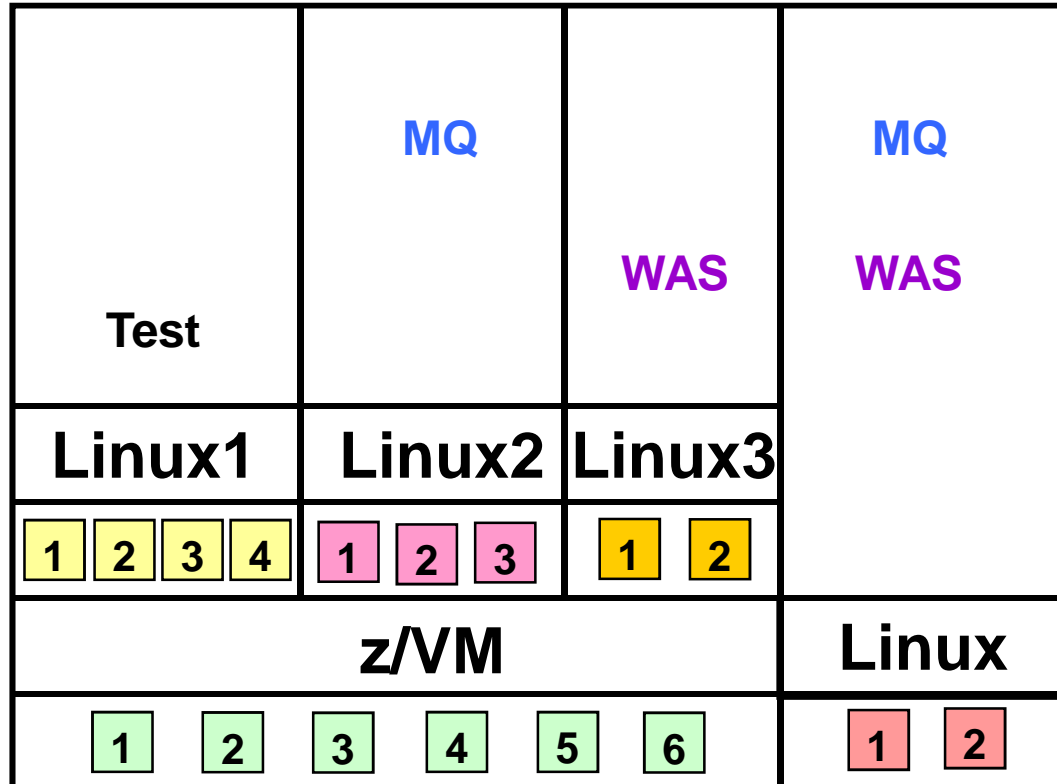 MQ MQ
WAS WAS
Test
Linux1 Linux2 Linux3
1 2 3 4 1 2 3 1 2
z/VM Linux
1 2 3 4 5 6 1 2